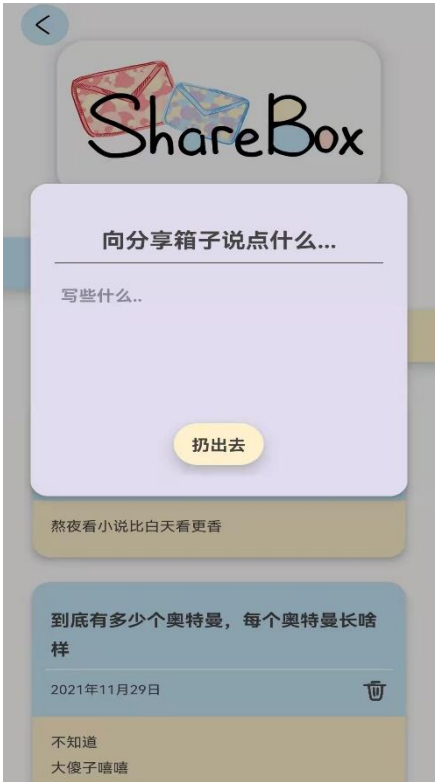 ShareBox
向分享箱子说点什么...
写些什么..
扔出去
熬夜看小说比白天看更香
到底有多少个奥特曼，每个奥特曼长啥
样
2021年11月29日
不知道
大傻子嘻嘻